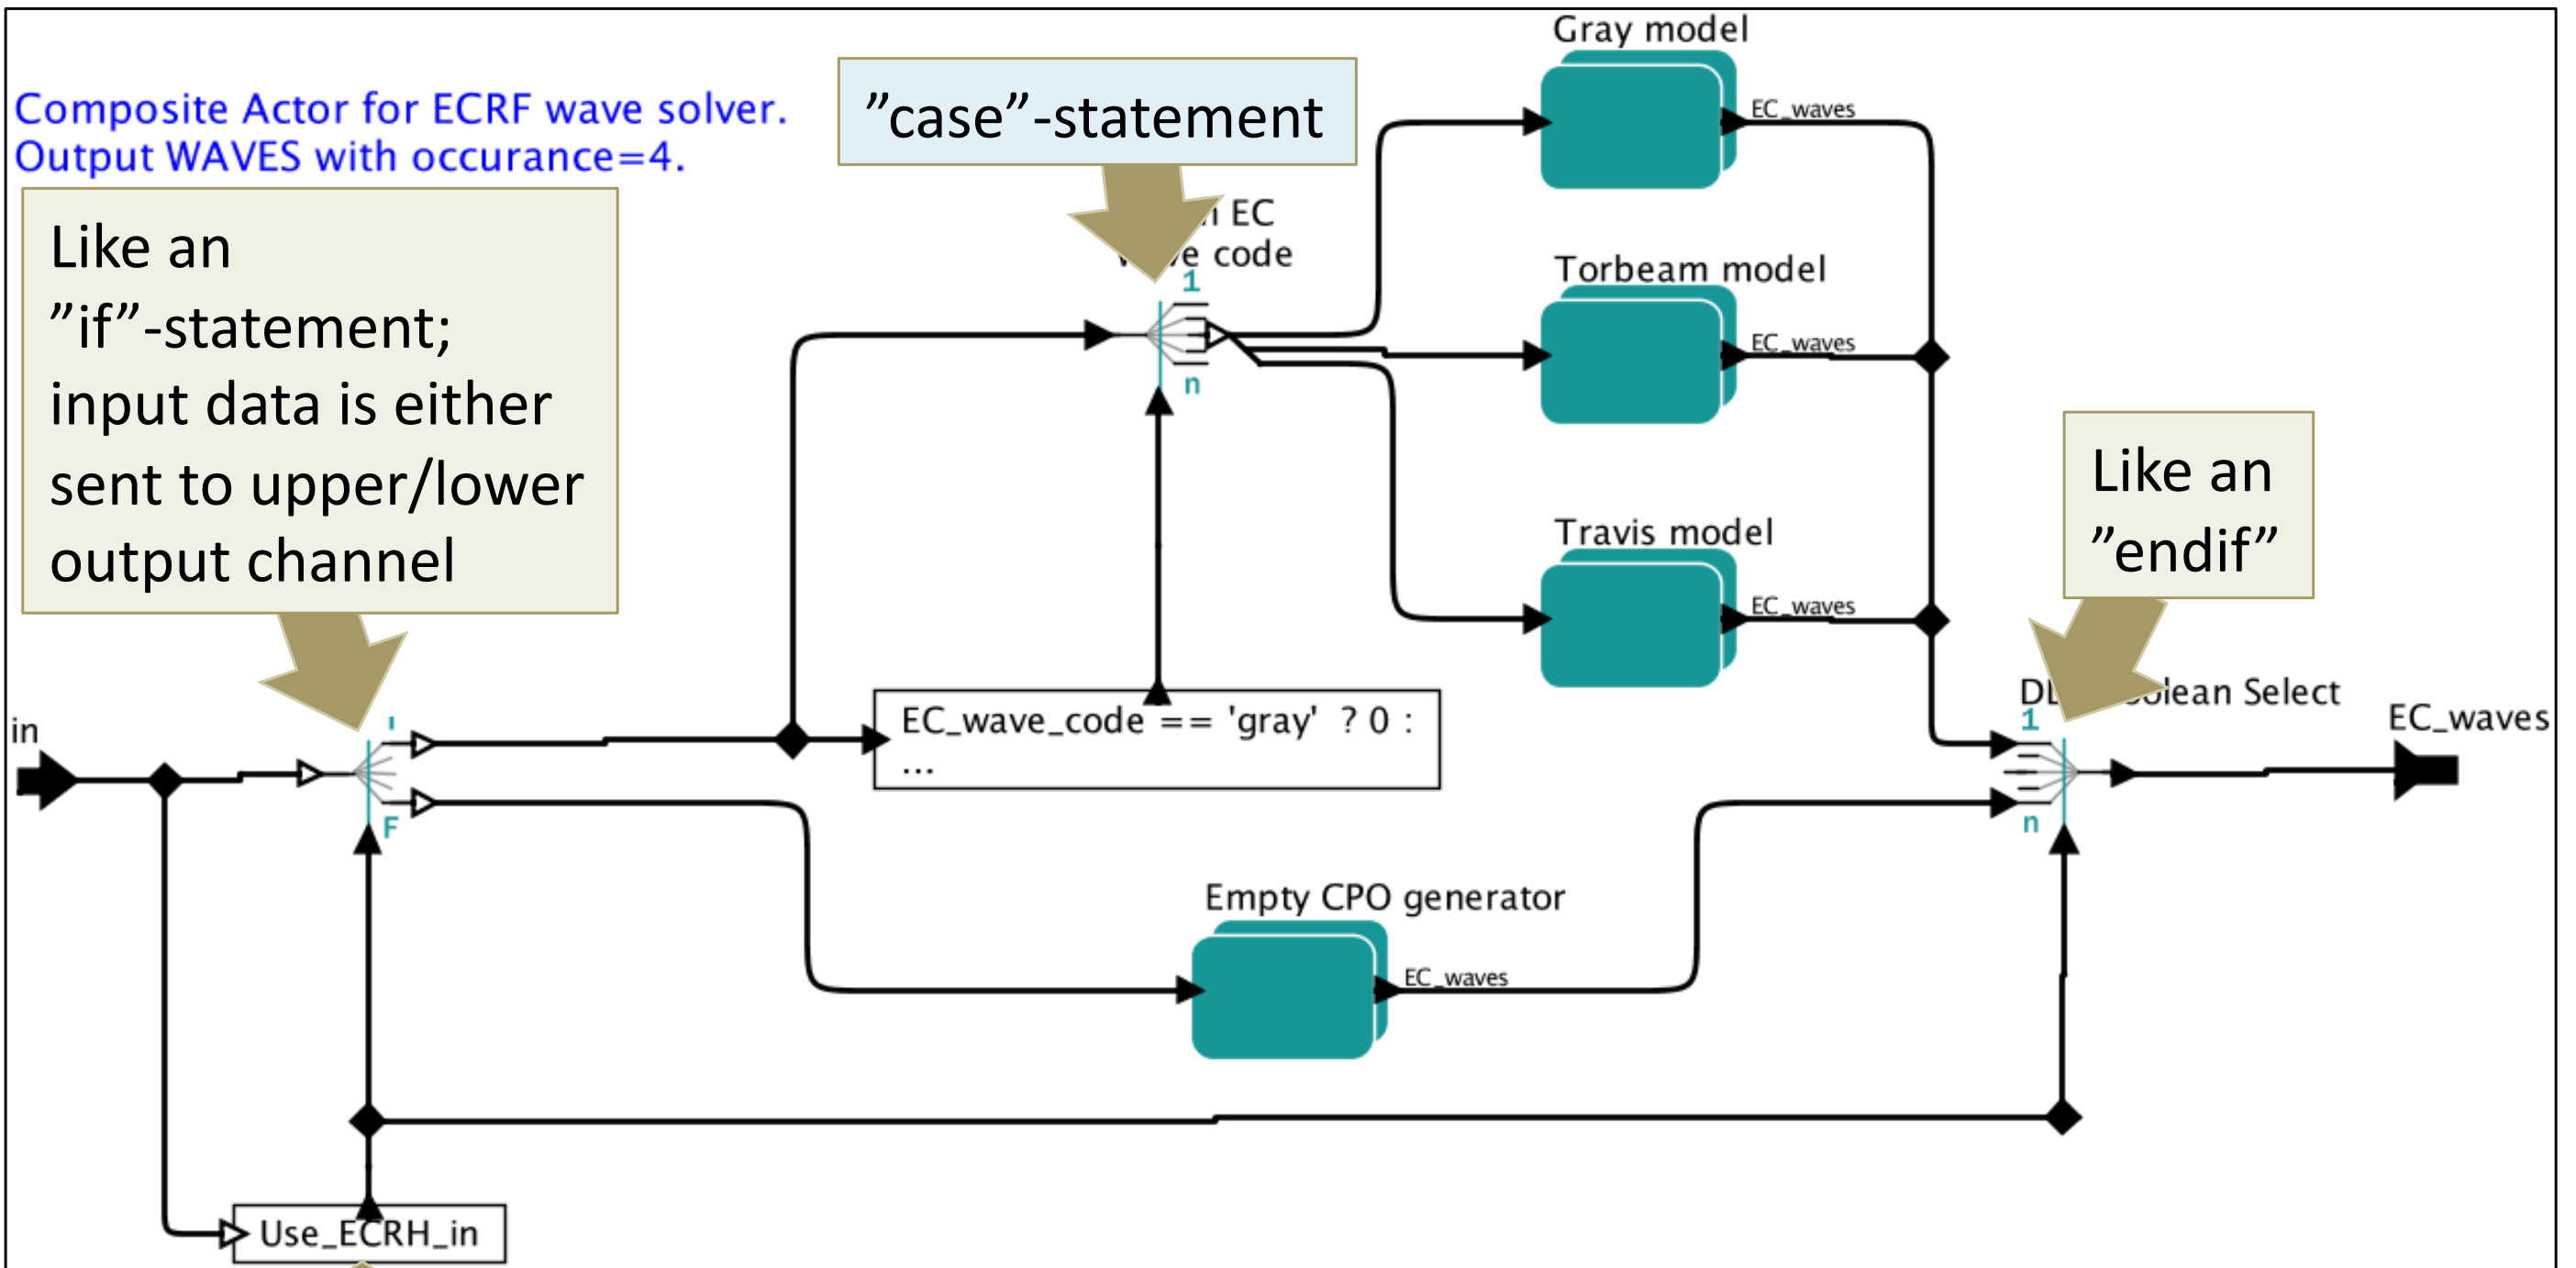 Composite Actor for ECRF wave solver.
Output WAVES with occurance=4.
Like an
”if”-statement;
input data is either
sent to upper/lower
output channel
”case”-statement
EC
code
1
n
Gray model
EC_waves
Torbeam model
EC_waves
Travis model
EC_waves
Like an
”endif”
in
F
EC_wave_code == 'gray' ? 0 :
...
Select
1
n
EC_waves
Empty CPO generator
EC_waves
Use_ECRH_in